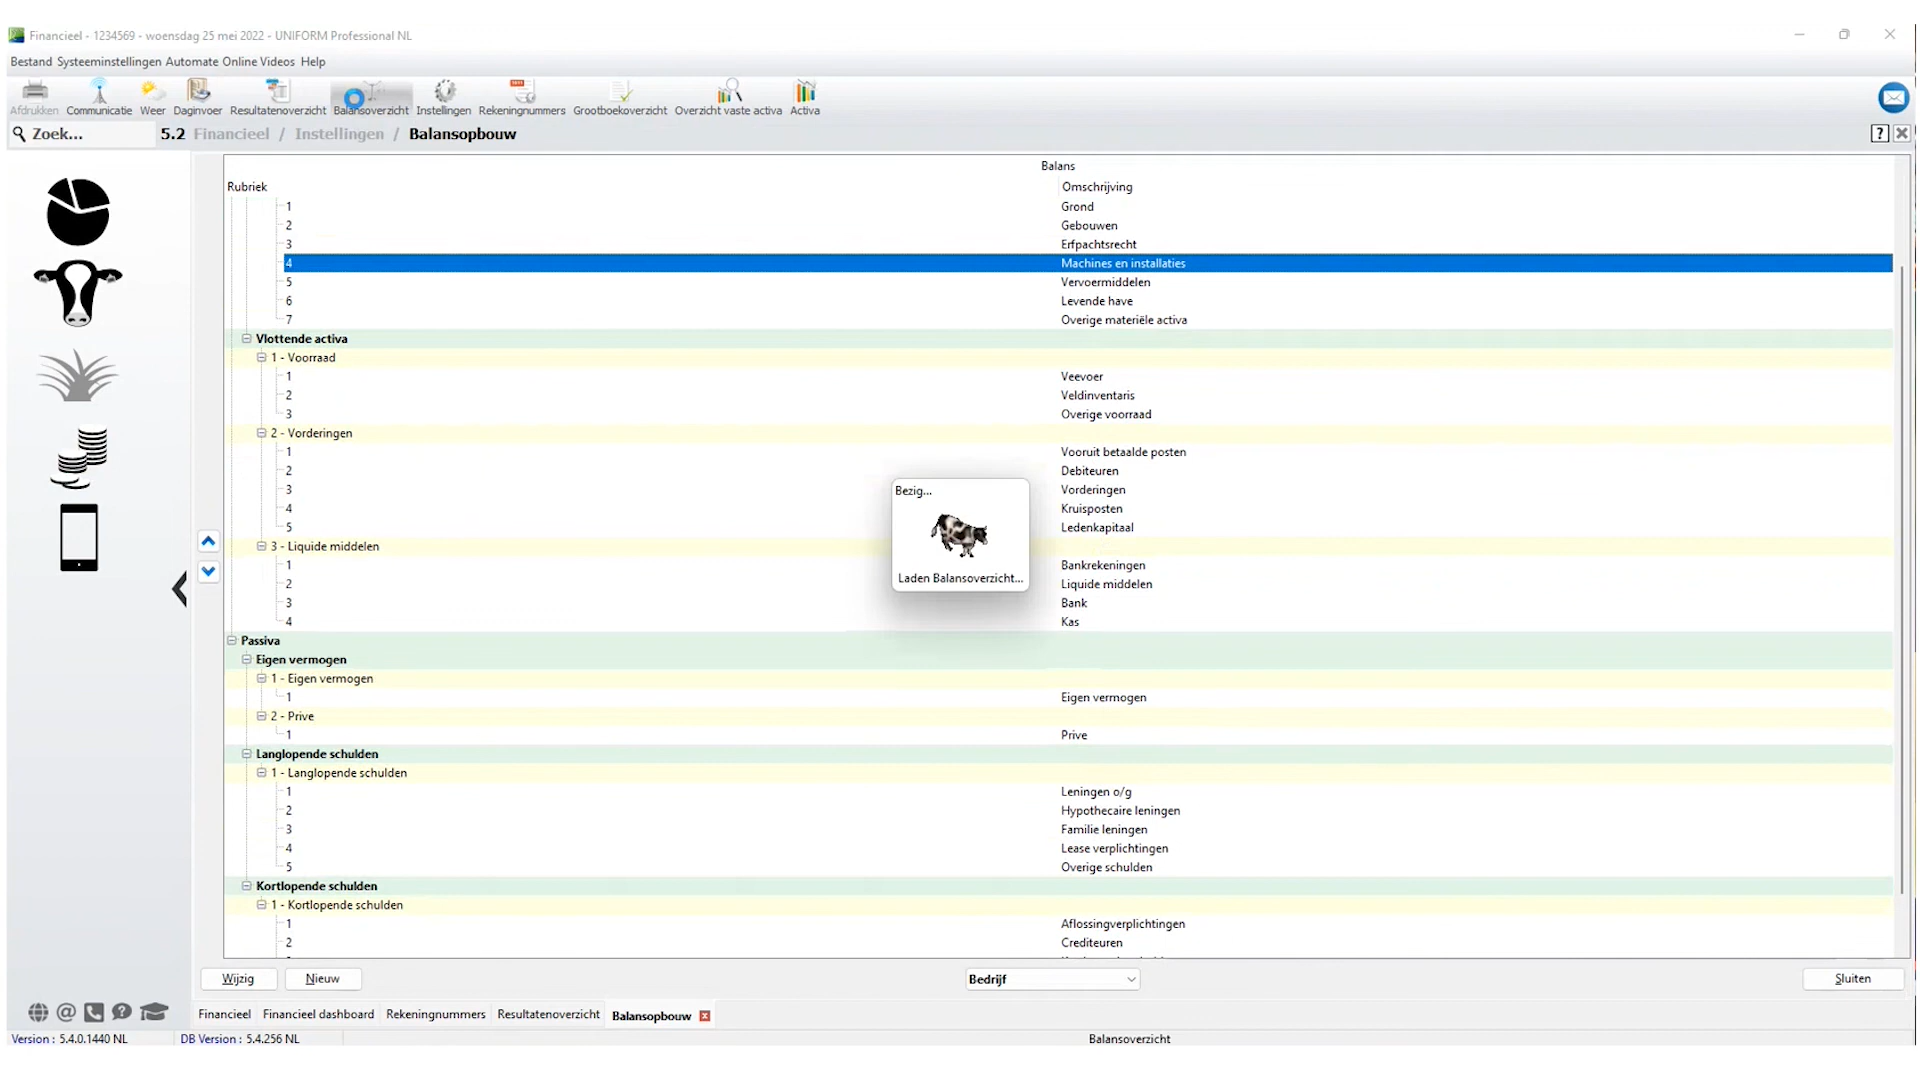 Financieel - 1234569 - woensdag 25 mei 2022 - UNIFORM Professional NL
Bestand Systeeminstellingen Automate Online Videos Help
Afdrukken Communicatie Weer Daginvoer Resultatenoverzicht Balansoverzicht Instellingen Rekeningnummers Grootboekoverzicht Overzicht vaste activa Activa
Zoek... 5.2 Financieel / Instellingen / Balansopbouw ?
Balans
Rubriek Omschrijving
1 Grond
2 Gebouwen
3 Erfpachtsrecht
4 Machines en installaties
5 Vervoermiddelen
6 Levende have
7 Overige materiële activa
Vlottende activa
1 - Voorraad
1 Veevoer
2 Veldinventaris
3 Overige voorraad
2 - Vorderingen
1 Vooruit betaalde posten
2 Debiteuren
3 Vorderingen
4 Kruisposten
5 Ledenkapitaal
3 - Liquide middelen
1 Bankrekeningen
2 Liquide middelen
3 Bank
4 Kas
Bezig...
Laden Balansoverzicht...
Passiva
Eigen vermogen
1 - Eigen vermogen
1 Eigen vermogen
2 - Prive
1 Prive
Langlopende schulden
1 - Langlopende schulden
1 Leningen o/g
2 Hypothecaire leningen
3 Familie leningen
4 Lease verplichtingen
5 Overige schulden
Kortlopende schulden
1 - Kortlopende schulden
1 Aflossingverplichtingen
2 Crediteuren
Wijzig Nieuw Bedrijf Sluiten
Financieel Financieel dashboard Rekeningnummers Resultatenoverzicht Balansopbouw
Version : 5.4.0.1440 NL DB Version : 5.4.256 NL Balansoverzicht